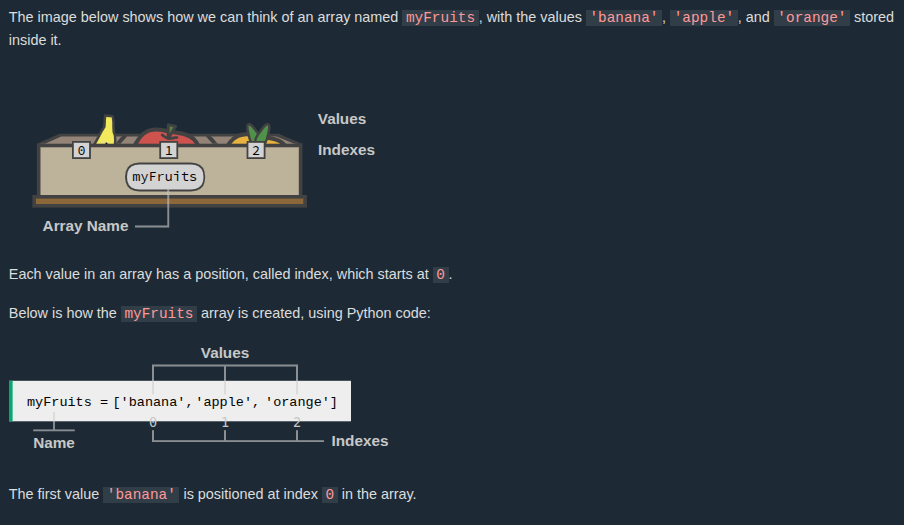 The image below shows how we can think of an array named myFruits, with the values 'banana', 'apple', and 'orange' stored
inside it.
Values
0 1 2 Indexes
myFruits
Array Name
Each value in an array has a position, called index, which starts at 0.
Below is how the myFruits array is created, using Python code:
Values
myFruits = ['banana','apple', 'orange']
0 1 2
Indexes
Name
The first value 'banana' is positioned at index 0 in the array.